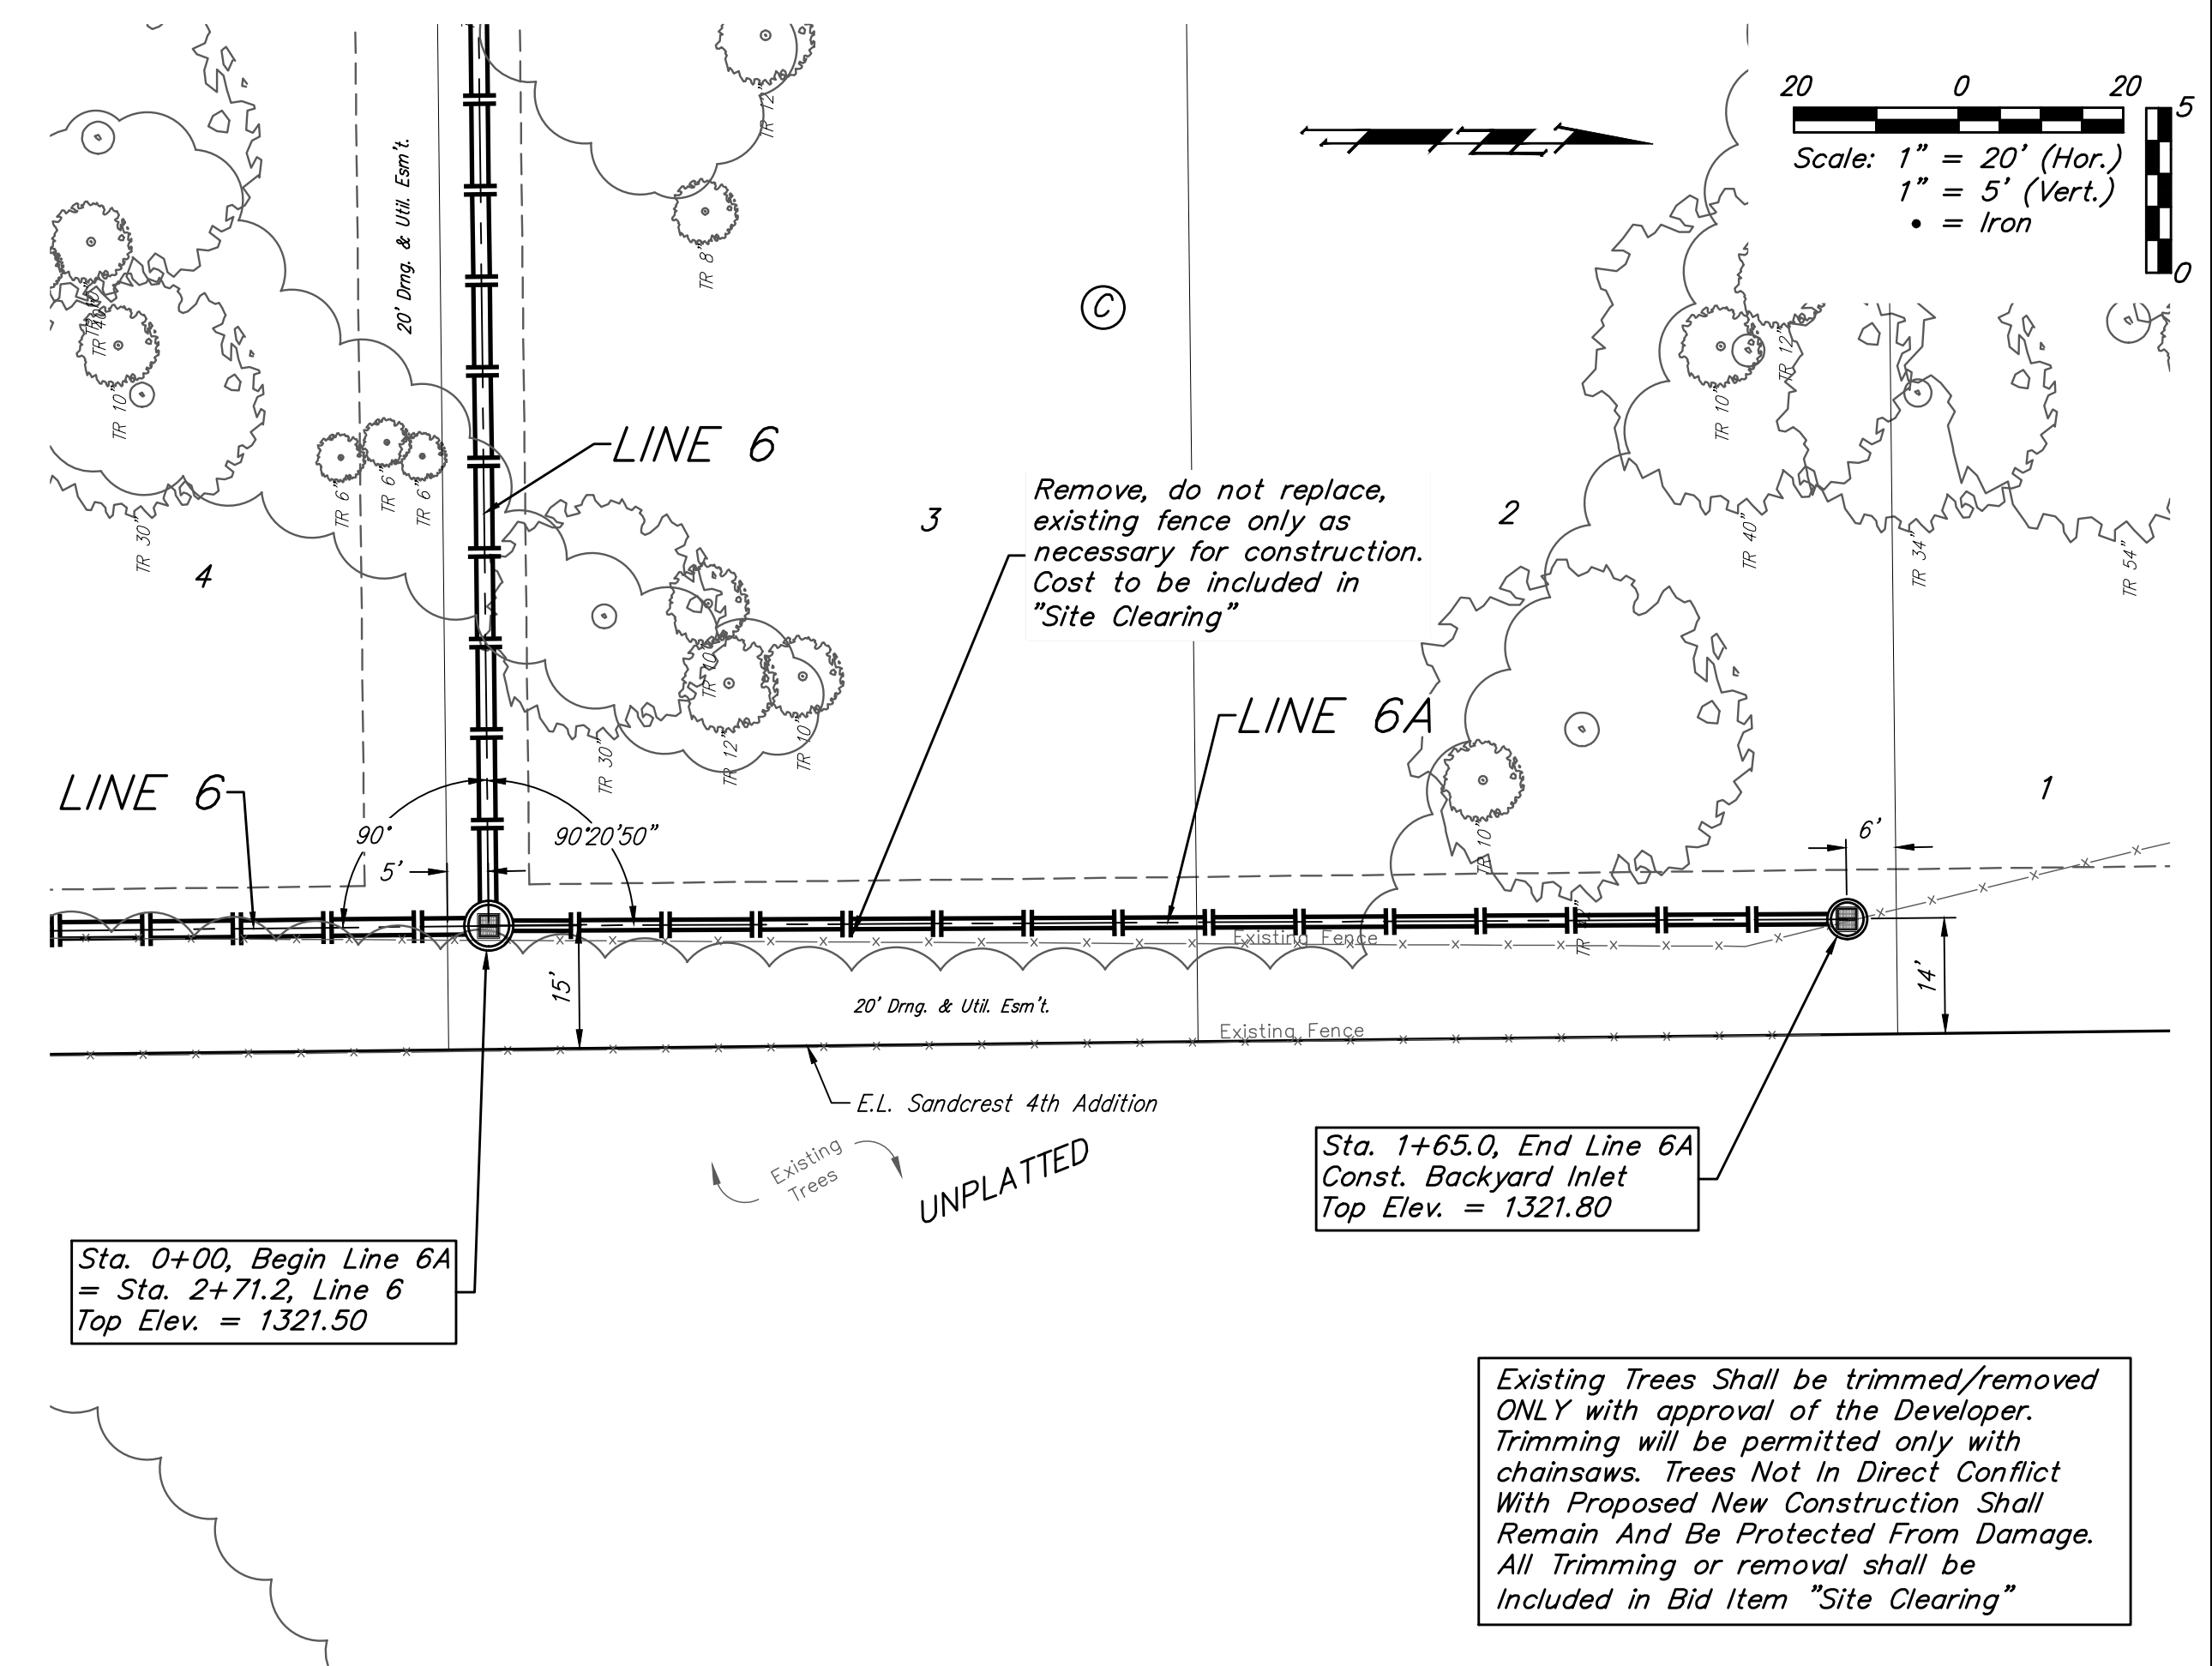 20 0 20
5
Scale: 1" = 20' (Hor.)
1" = 5' (Vert.)
• = Iron
0
TR 12"
20' Drng. & Util. Esm't.
TR 8"
C
TR 40"
TR 10"
TR 12"
TR 10"
LINE 6
TR 6"
TR 6"
TR 6"
TR 30"
TR 40"
TR 34"
TR 54"
3
2
4
Remove, do not replace,
existing fence only as
necessary for construction.
Cost to be included in
"Site Clearing"
TR 10"
TR 30"
TR 12"
TR 10"
LINE 6A
LINE 6
1
90°
90°20'50"
5'
TR 10"
6'
Existing Fence
TR
15'
14'
20' Drng. & Util. Esm't.
Existing Fence
E.L. Sandcrest 4th Addition
Existing
Trees
UNPLATTED
Sta. 1+65.0, End Line 6A
Const. Backyard Inlet
Top Elev. = 1321.80
Sta. 0+00, Begin Line 6A
= Sta. 2+71.2, Line 6
Top Elev. = 1321.50
Existing Trees Shall be trimmed/removed
ONLY with approval of the Developer.
Trimming will be permitted only with
chainsaws. Trees Not In Direct Conflict
With Proposed New Construction Shall
Remain And Be Protected From Damage.
All Trimming or removal shall be
Included in Bid Item "Site Clearing"